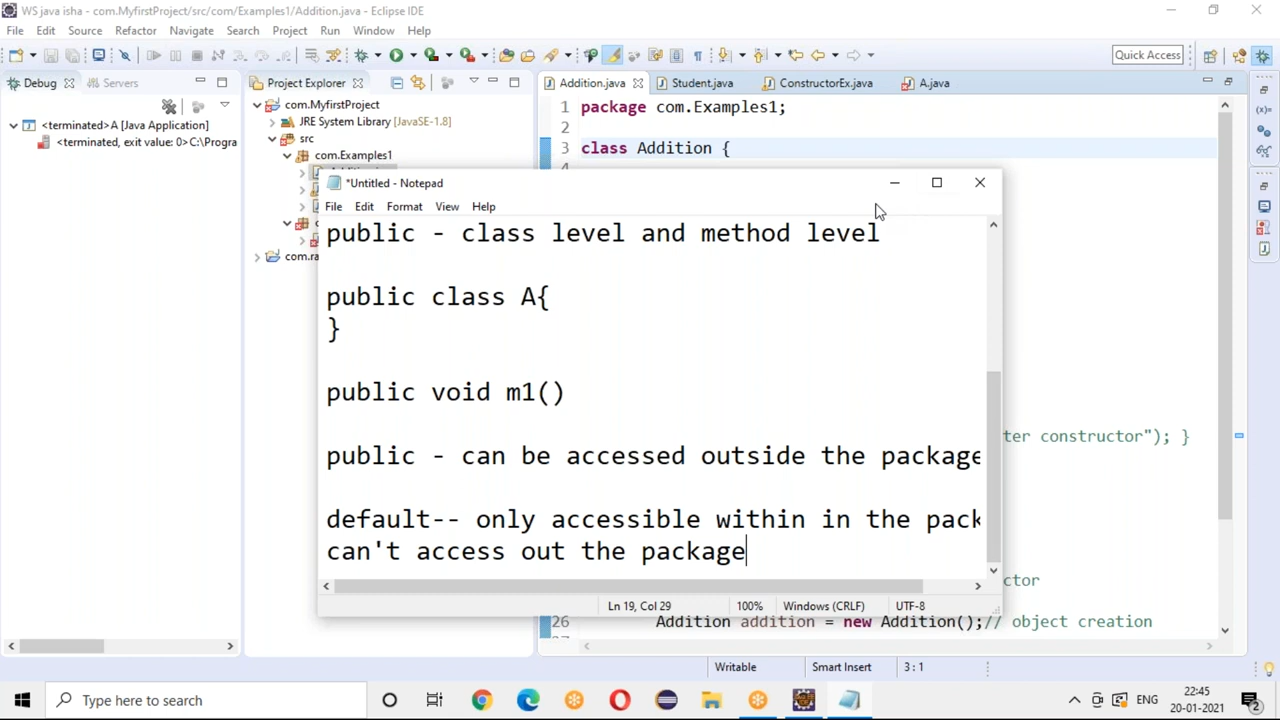 WS java isha - com.MyfirstProject/src/com/Examples1/Addition.java - Eclipse IDE
File Edit Source Refactor Navigate Search Project Run Window Help
Quick Access
Debug Servers
<terminated>A [Java Application]
<terminated, exit value: 0>C:\Progra
Project Explorer
com.MyfirstProject
JRE System Library [JavaSE-1.8]
src
com.Examples1
com.ra
Addition.java Student.java ConstructorEx.java A.java
1 package com.Examples1;
2
3 class Addition {
*Untitled - Notepad
File Edit Format View Help
public - class level and method level
public class A{
}
public void m1()
public - can be accessed outside the package
default-- only accessible within in the pack
can't access out the package
Ln 19, Col 29 100% Windows (CRLF) UTF-8
ter constructor"); }
ctor
26 Addition addition = new Addition();// object creation
Writable Smart Insert 3 : 1
Type here to search
ENG
22:45
20-01-2021
2